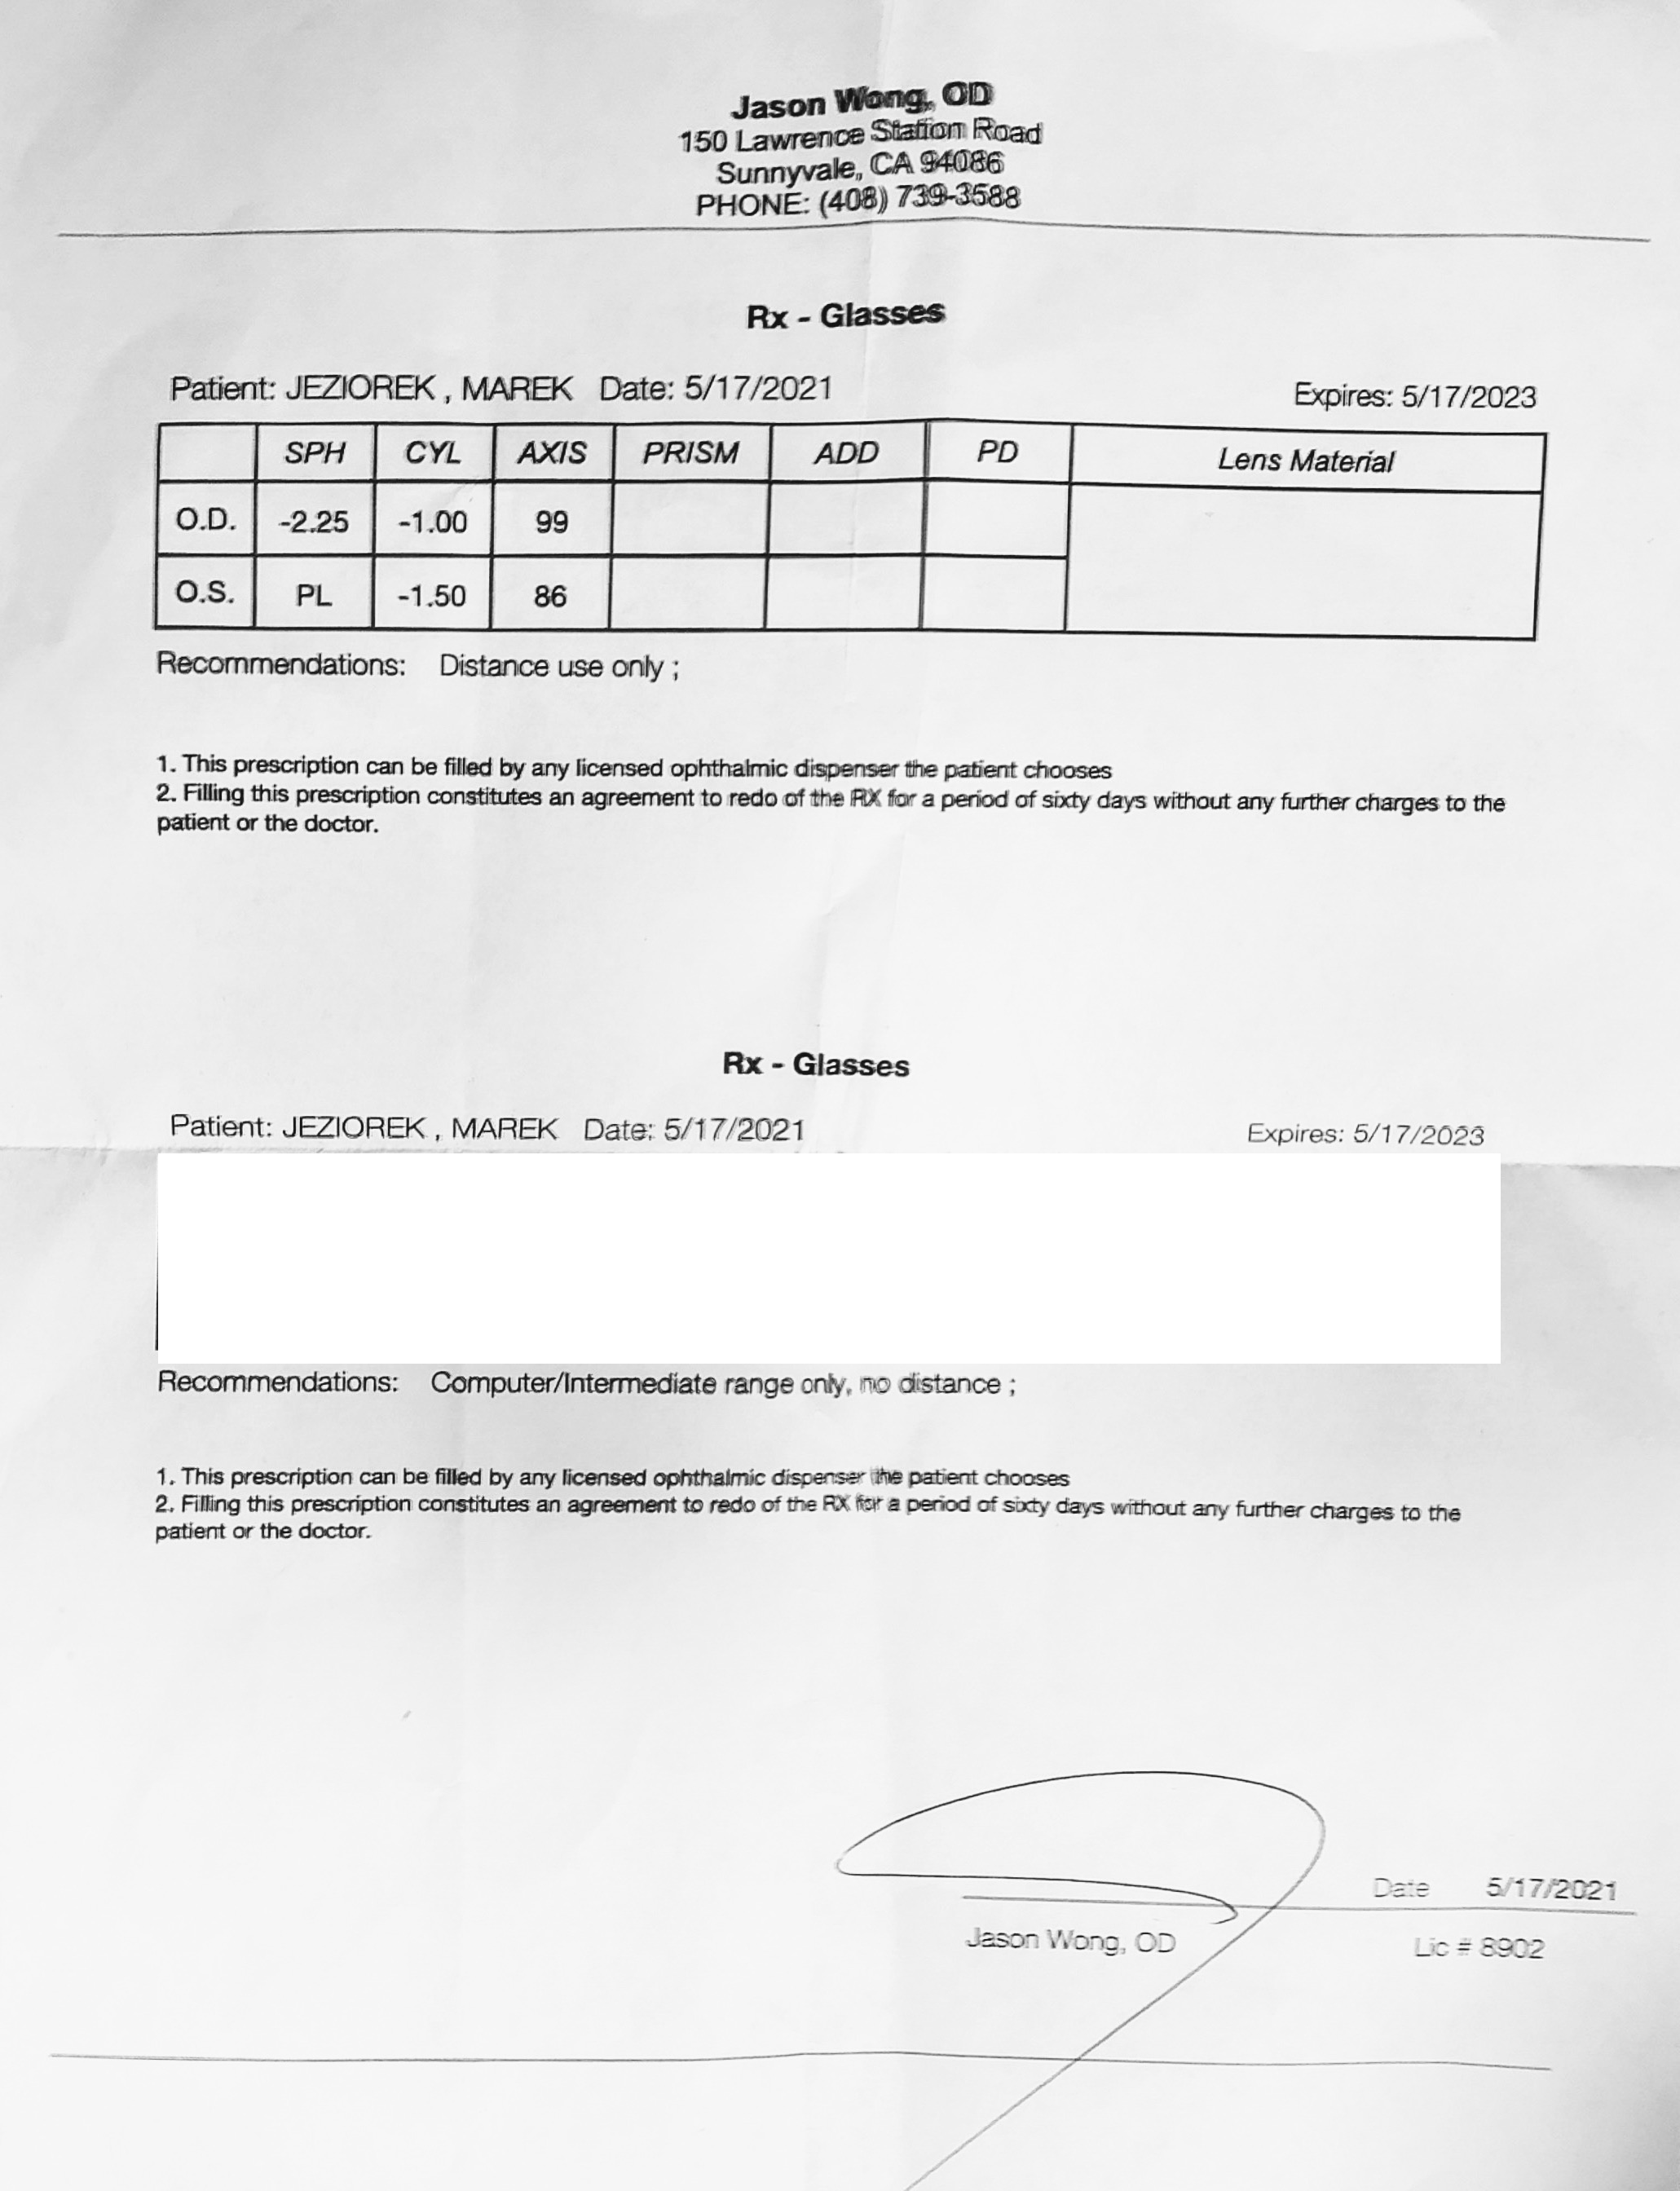 Jason Wong, OD
150 Lawrence Station Road
Sunnyvale, CA 94086
PHONE: (408) 739-3588
Rx - Glasses
Patient: JEZIOREK , MAREK Date: 5/17/2021 Expires: 5/17/2023
SPH CYL AXIS PRISM ADD PD Lens Material
O.D. -2.25 -1.00 99
O.S. PL -1.50 86
Recommendations: Distance use only ;
1. This prescription can be filled by any licensed ophthalmic dispenser the patient chooses
2. Filling this prescription constitutes an agreement to redo of the RX for a period of sixty days without any further charges to the
patient or the doctor.
Rx - Glasses
Patient: JEZIOREK , MAREK Date: 5/17/2021 Expires: 5/17/2023
Recommendations: Computer/Intermediate range only, no distance ;
1. This prescription can be filled by any licensed ophthalmic dispenser the patient chooses
2. Filling this prescription constitutes an agreement to redo of the RX for a period of sixty days without any further charges to the
patient or the doctor.
Date 5/17/2021
Jason Wong, OD Lic # 8902